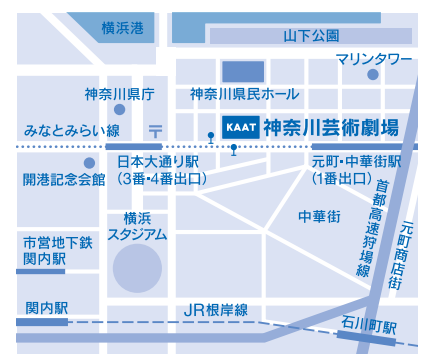 横浜港
山下公園
マリンタワー
神奈川県庁
神奈川県民ホール
みなとみらい線
〒
KAAT 神奈川芸術劇場
日本大通り駅
(3番・4番出口)
元町・中華街駅
(1番出口)
開港記念会館
横浜
スタジアム
中華街
首都高速狩場線
元町商店街
市営地下鉄
関内駅
関内駅
JR根岸線
石川町駅